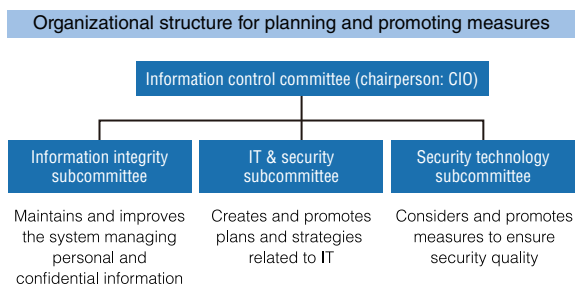 Organizational structure for planning and promoting measures
Information control committee (chairperson: CIO)
Information integrity
subcommittee
IT & security
subcommittee
Security technology
subcommittee
Maintains and improves
the system managing
personal and
confidential information
Creates and promotes
plans and strategies
related to IT
Considers and promotes
measures to ensure
security quality